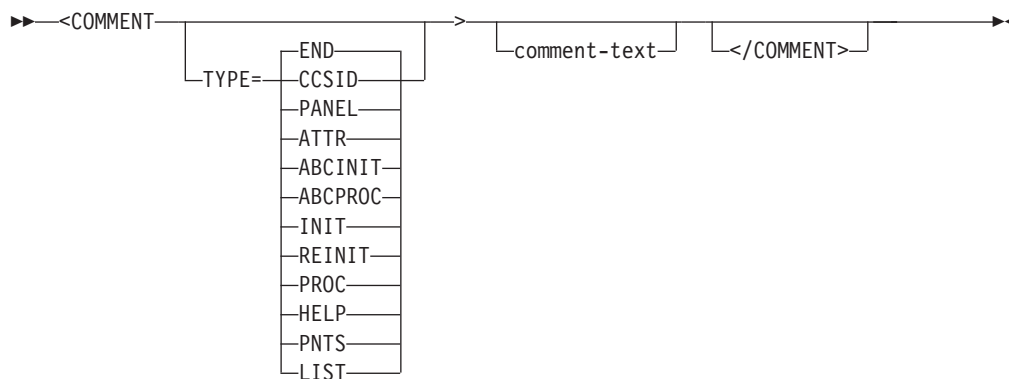 <COMMENT > comment-text </COMMENT>
TYPE= END
CCSID
PANEL
ATTR
ABCINIT
ABCPROC
INIT
REINIT
PROC
HELP
PNTS
LIST